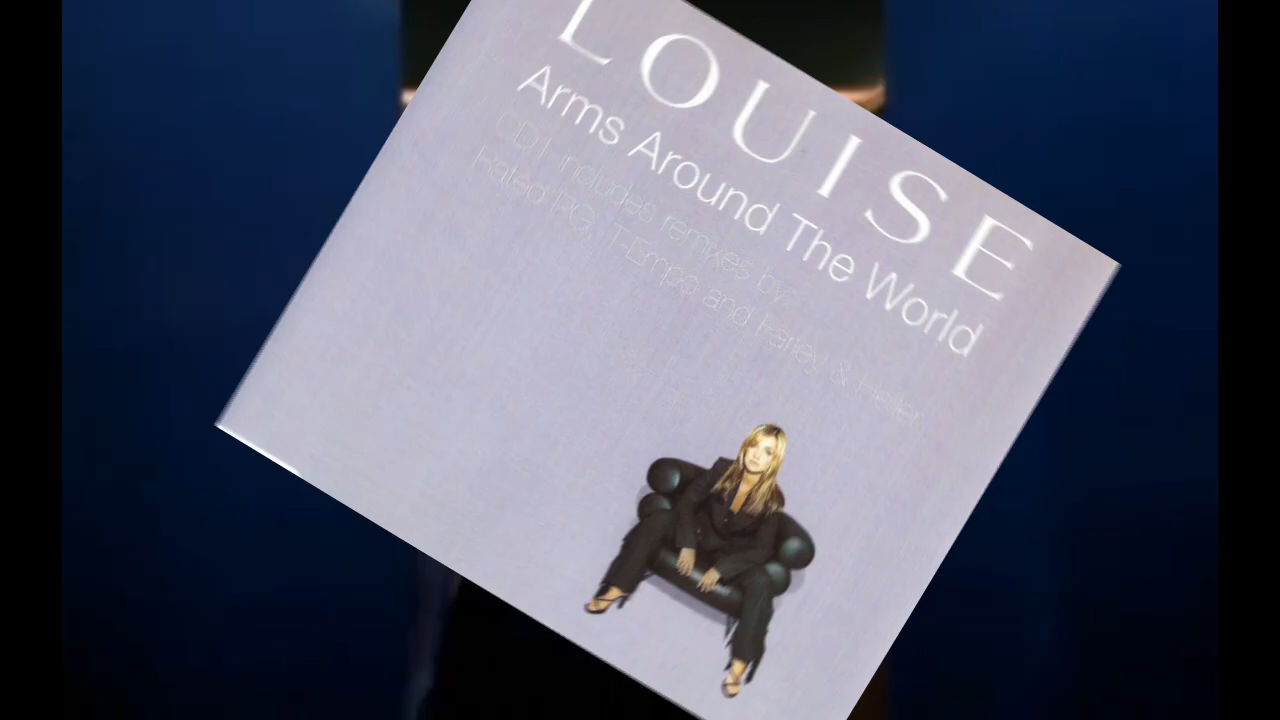 LOUISE
Arms Around The World
CD1 includes remixes by:
Rated PG, T-Empo and Farley & Heller